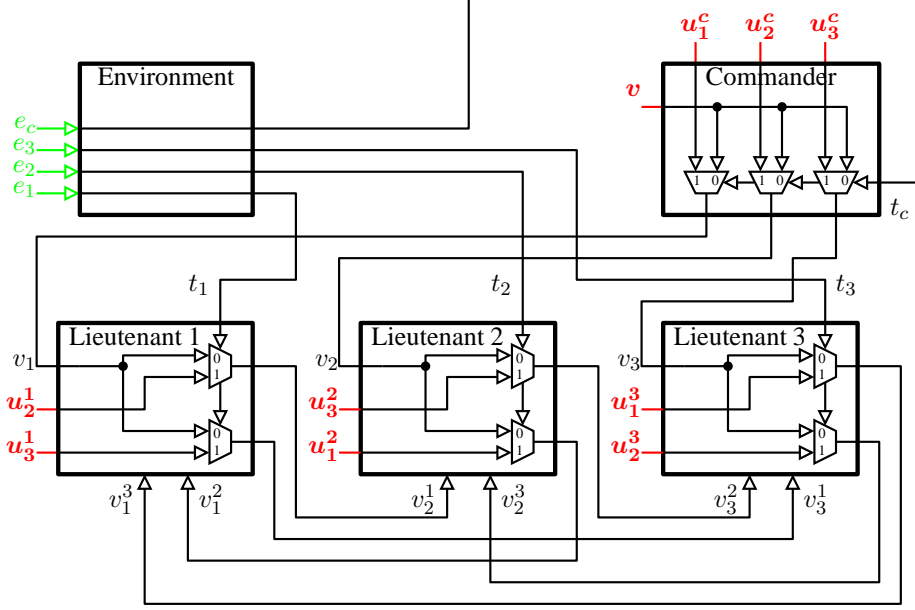 u_1^c u_2^c u_3^c
Environment
Commander
v
e_c
e_3
e_2
e_1
1 0 1 0 1 0
t_c
t_1 t_2 t_3
Lieutenant 1 Lieutenant 2 Lieutenant 3
v_1 0 1 v_2 0 1 v_3 0 1
u_2^1 u_3^2 u_1^3
u_3^1 0 1 u_1^2 0 1 u_2^3 0 1
v_1^3 v_1^2 v_2^1 v_2^3 v_3^2 v_3^1